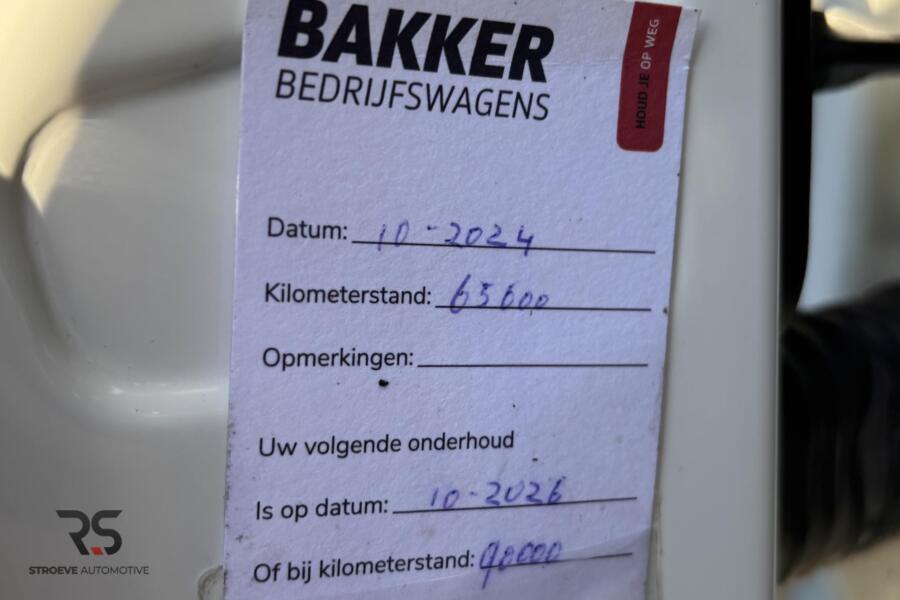 BAKKER
BEDRIJFSWAGENS
HOUD JE OP WEG
Datum: 10-2024
Kilometerstand: 65600
Opmerkingen:
Uw volgende onderhoud
Is op datum: 10-2026
Of bij kilometerstand: 90000
RS
STROEVE AUTOMOTIVE